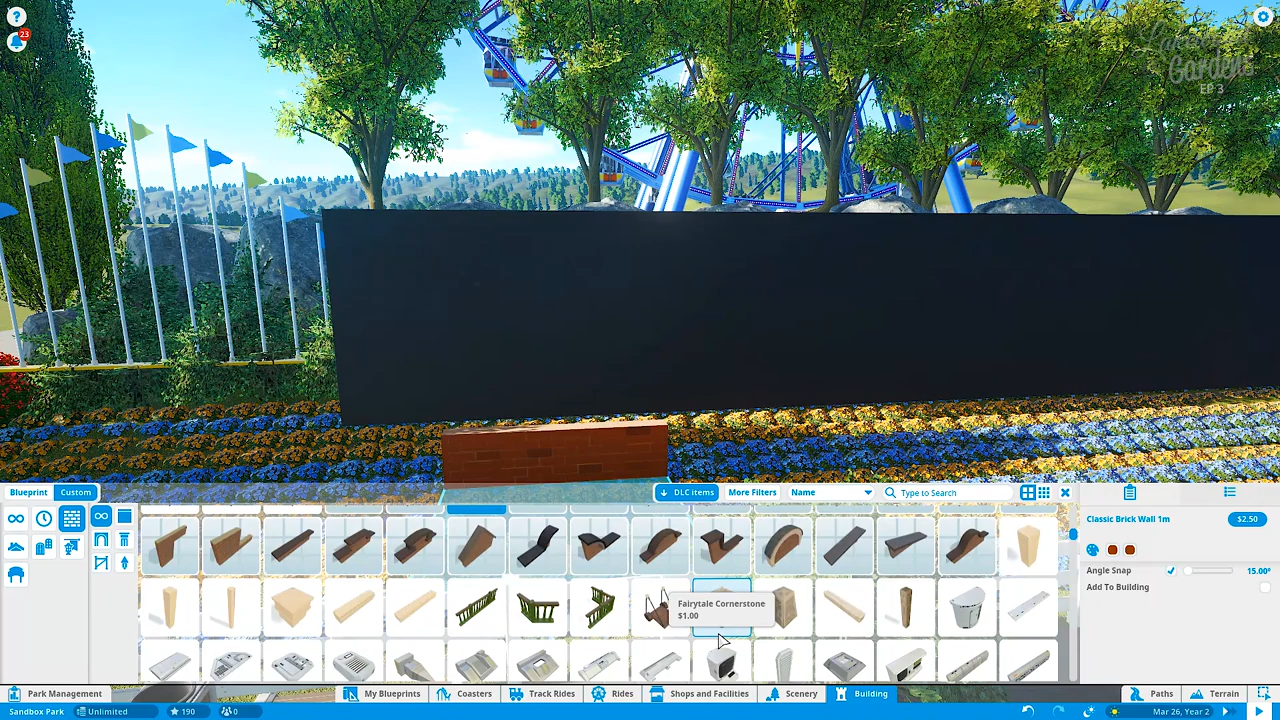 ?
23
Gardens
EP 3
Blueprint
Custom
DLC items
More Filters
Name
Type to Search
Classic Brick Wall 1m
$2.50
Angle Snap
15.00°
Add To Building
Fairytale Cornerstone
$1.00
Park Management
My Blueprints
Coasters
Track Rides
Rides
Shops and Facilities
Scenery
Building
Paths
Terrain
Sandbox Park
Unlimited
190
0
Mar 26, Year 2